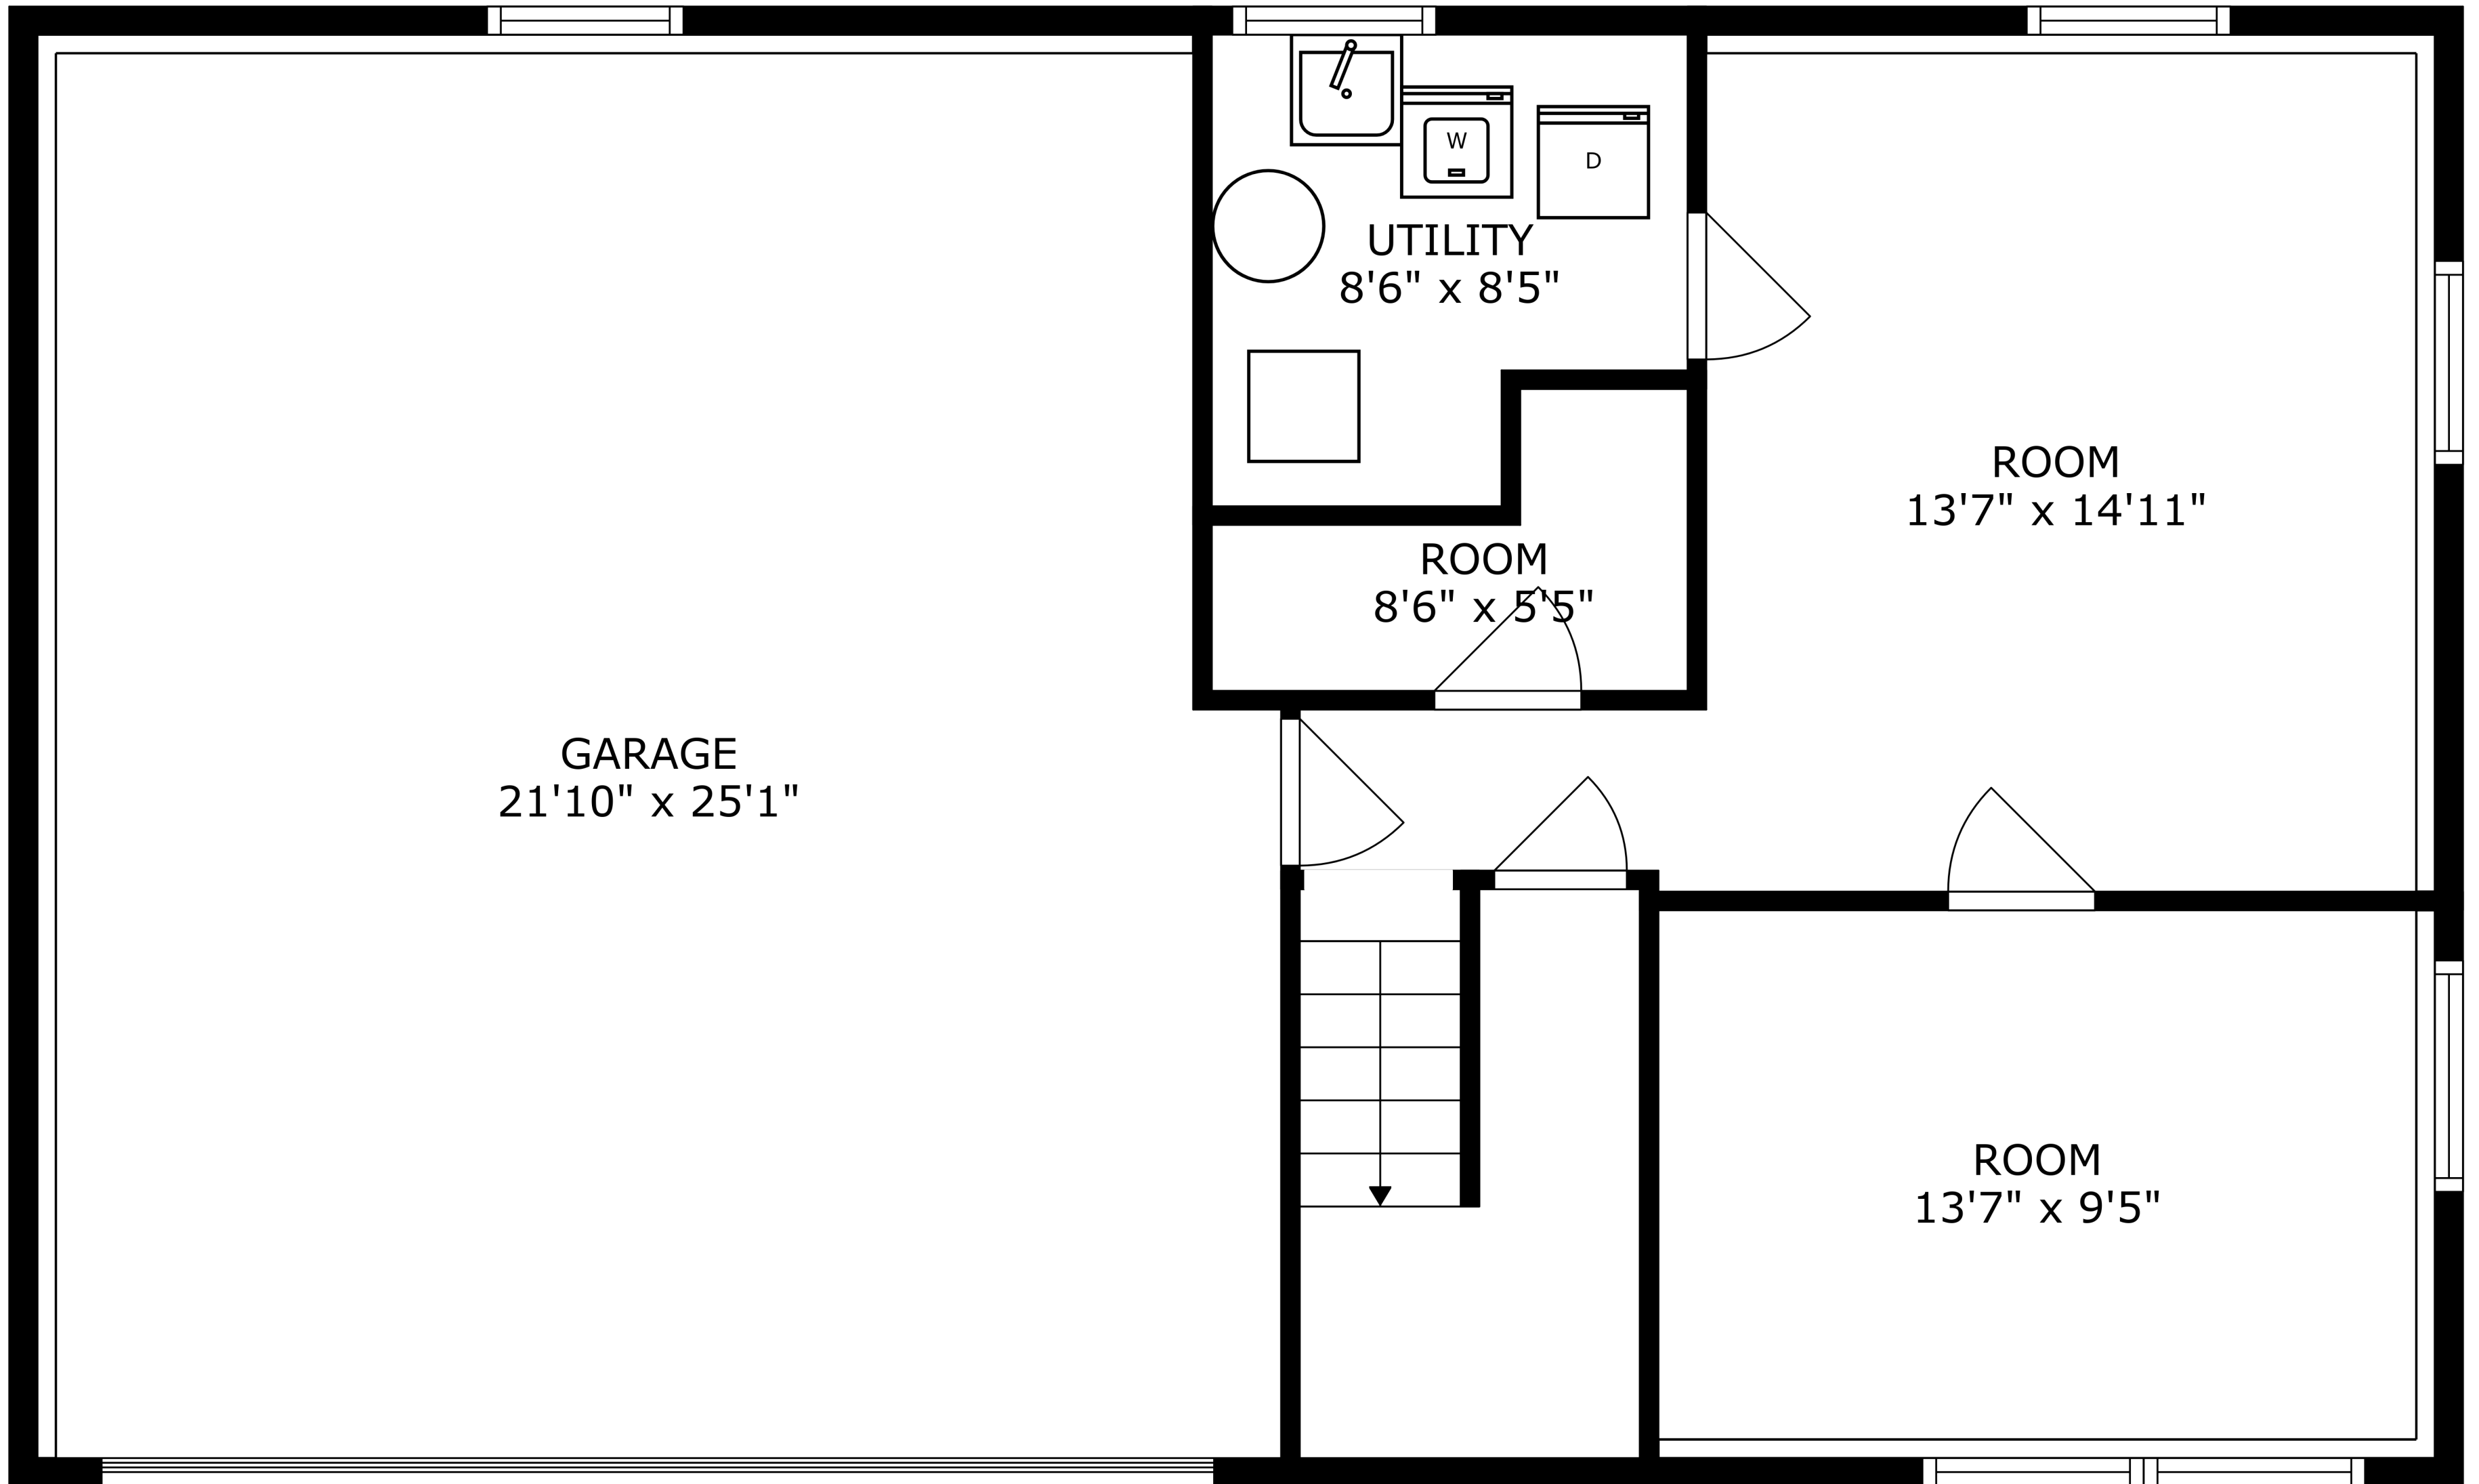 W
D
UTILITY
8'6" x 8'5"
ROOM
13'7" x 14'11"
ROOM
8'6" x 5'5"
GARAGE
21'10" x 25'1"
ROOM
13'7" x 9'5"